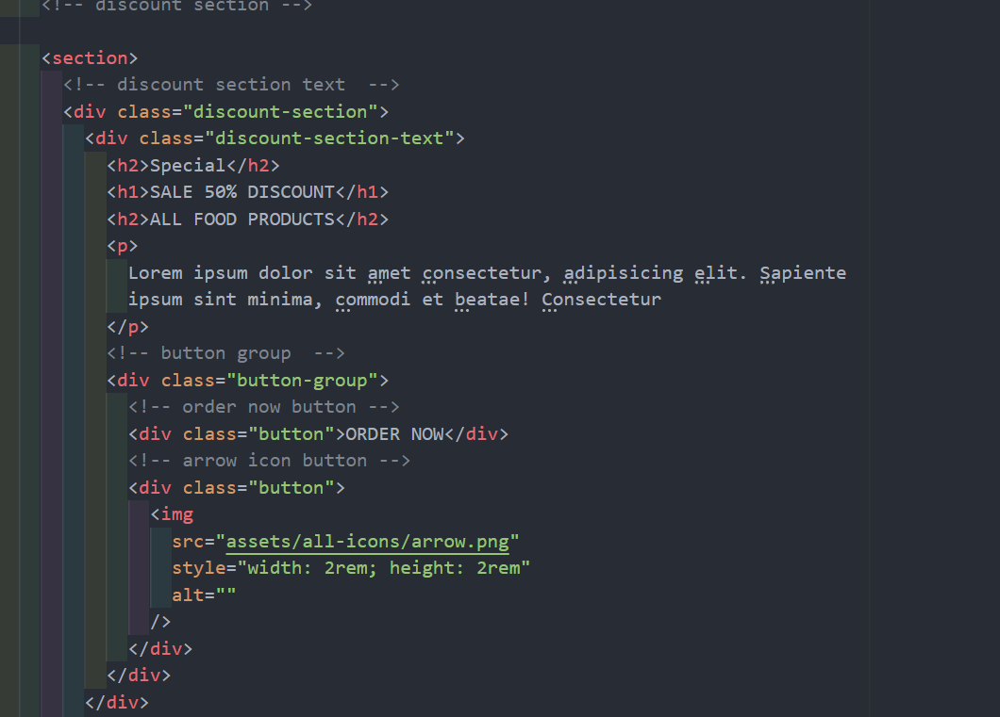 <!-- discount section -->
<section>
<!-- discount section text  -->
<div class="discount-section">
<div class="discount-section-text">
<h2>Special</h2>
<h1>SALE 50% DISCOUNT</h1>
<h2>ALL FOOD PRODUCTS</h2>
<p>
Lorem ipsum dolor sit amet consectetur, adipisicing elit. Sapiente
ipsum sint minima, commodi et beatae! Consectetur
</p>
<!-- button group  -->
<div class="button-group">
<!-- order now button -->
<div class="button">ORDER NOW</div>
<!-- arrow icon button -->
<div class="button">
<img
src="assets/all-icons/arrow.png"
style="width: 2rem; height: 2rem"
alt=""
/>
</div>
</div>
</div>